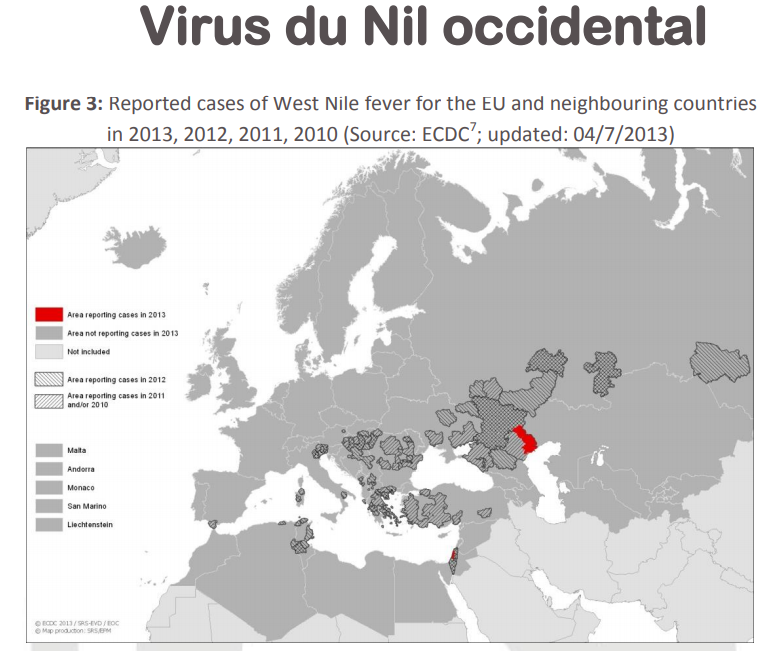 Virus du Nil occidental
Figure 3: Reported cases of West Nile fever for the EU and neighbouring countries
in 2013, 2012, 2011, 2010 (Source: ECDC7; updated: 04/7/2013)
Area reporting cases in 2013
Area not reporting cases in 2013
Not included
Area reporting cases in 2012
Area reporting cases in 2011
and/or 2010
Malta
Andorra
Monaco
San Marino
Liechtenstein
© ECDC 2013 / SRS-EVD / EOC
© Map production: SRS/EPM